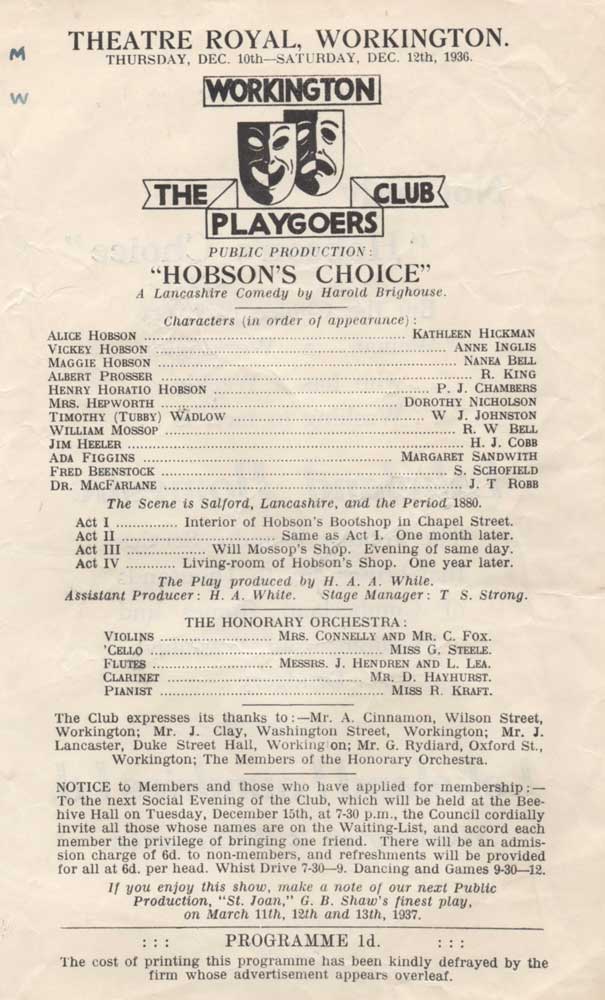 THEATRE ROYAL, WORKINGTON.
THURSDAY, DEC. 10th—SATURDAY, DEC. 12th, 1936.
M
W
WORKINGTON
THE CLUB
PLAYGOERS
PUBLIC PRODUCTION:
"HOBSON'S CHOICE"
A Lancashire Comedy by Harold Brighouse.
Characters (in order of appearance) :
ALICE HOBSON ........ KATHLEEN HICKMAN
VICKEY HOBSON ........ ANNE INGLIS
MAGGIE HOBSON ........ NANEA BELL
ALBERT PROSSER ........ R. KING
HENRY HORATIO HOBSON ........ P. J. CHAMBERS
MRS. HEPWORTH ........ DOROTHY NICHOLSON
TIMOTHY (TUBBY) WADLOW ........ W J. JOHNSTON
WILLIAM MOSSOP ........ R. W BELL
JIM HEELER ........ H. J. COBB
ADA FIGGINS ........ MARGARET SANDWITH
FRED BEENSTOCK ........ S. SCHOFIELD
DR. MACFARLANE ........ J. T ROBB
The Scene is Salford, Lancashire, and the Period 1880.
Act I ........ Interior of Hobson's Bootshop in Chapel Street.
Act II ........ Same as Act I. One month later.
Act III ........ Will Mossop's Shop. Evening of same day.
Act IV ........ Living-room of Hobson's Shop. One year later.
The Play produced by H. A. A. While.
Assistant Producer: H. A. White. Stage Manager: T S. Strong.
THE HONORARY ORCHESTRA :
VIOLINS ........ MRS. CONNELLY AND MR. C. FOX.
'CELLO ........ MISS G. STEELE.
FLUTES ........ MESSRS. J. HENDREN AND L. LEA.
CLARINET ........ MR. D. HAYHURST.
PIANIST ........ MISS R. KRAFT.
The Club expresses its thanks to :—Mr. A. Cinnamon, Wilson Street,
Workington; Mr. J. Clay, Washington Street, Workington; Mr. J.
Lancaster, Duke Street Hall, Working on; Mr. G. Rydiard, Oxford St.,
Workington; The Members of the Honorary Orchestra.
NOTICE to Members and those who have applied for membership :—
To the next Social Evening of the Club, which will be held at the Bee-
hive Hall on Tuesday, December 15th, at 7-30 p.m., the Council cordially
invite all those whose names are on the Waiting-List, and accord each
member the privilege of bringing one friend. There will be an admis-
sion charge of 6d. to non-members, and refreshments will be provided
for all at 6d. per head. Whist Drive 7-30—9. Dancing and Games 9-30—12.
If you enjoy this show, make a note of our next Public
Production, "St. Joan," G. B. Shaw's finest play,
on March 11th, 12th and 13th, 1937.
: : : PROGRAMME 1d. : : :
The cost of printing this programme has been kindly defrayed by the
firm whose advertisement appears overleaf.